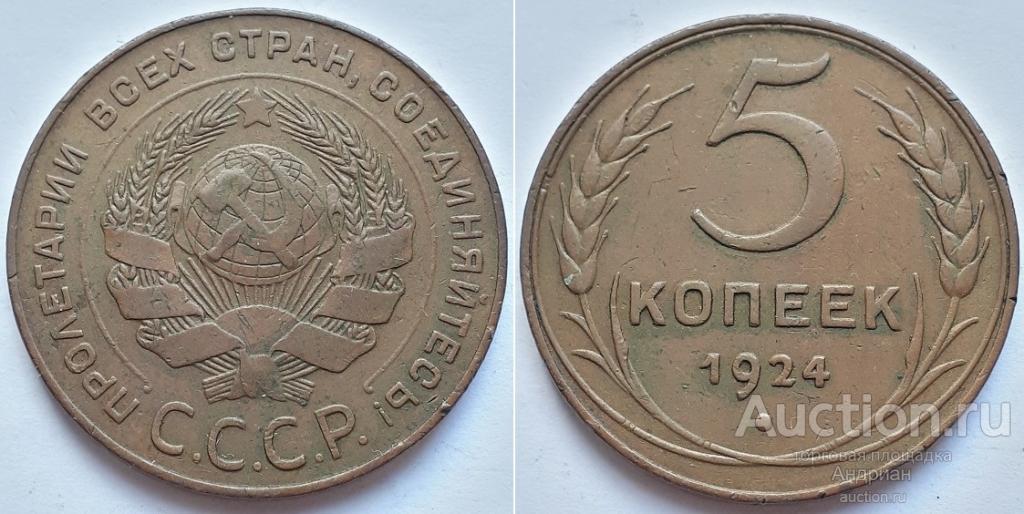 ПРОЛЕТАРИИ ВСЕХ СТРАН, СОЕДИНЯЙТЕСЬ!
С.С.С.Р.
5
КОПЕЕК
1924
Auction.ru
торговая площадка
Андриан
auction.ru